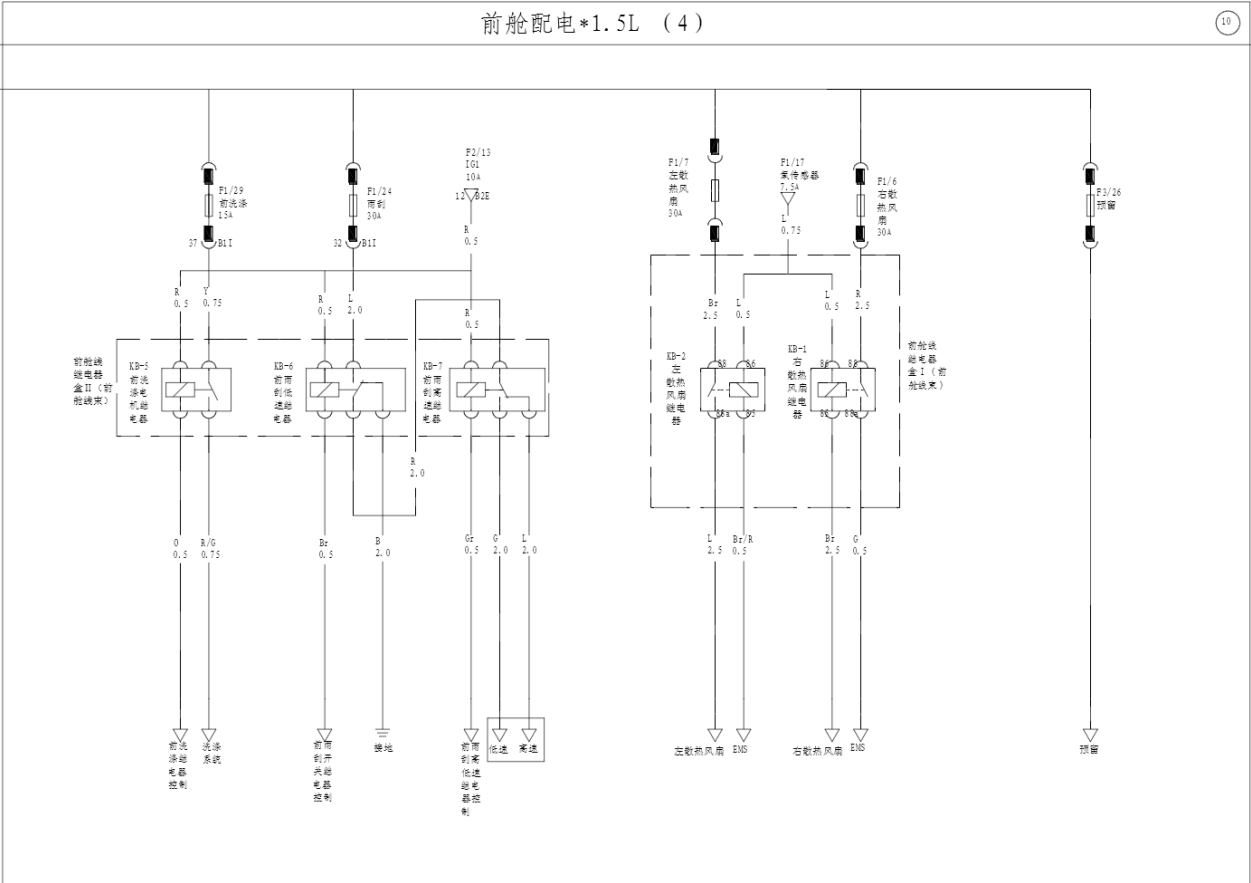 前舱配电*1.5L （4）
10
F1/29
前洗涤
15A
37
B1I
F1/24
雨刮
30A
32
B1I
F2/13
IG1
10A
12
B2E
R
0.5
F1/7
左散
热风
扇
30A
F1/17
氧传感器
7.5A
L
0.75
F1/6
右散
热风
扇
30A
F3/26
预留
R
0.5
Y
0.75
R
0.5
L
2.0
R
0.5
Br
2.5
L
0.5
L
0.5
R
2.5
前舱线
继电器
盒II（前
舱线束）
KB-5
前洗
涤电
机继
电器
KB-6
前雨
刮低
速继
电器
KB-7
前雨
刮高
速继
电器
KB-2
左
散热
风扇
继电
器
88
86
88a
85
KB-1
右
散热
风扇
继电
器
86
88
85
88a
前舱线
继电器
盒I（前
舱线束）
R
2.0
O
0.5
R/G
0.75
Br
0.5
B
2.0
Gr
0.5
G
2.0
L
2.0
L
2.5
Br/R
0.5
Br
2.5
G
0.5
前洗
涤继
电器
控制
洗涤
系统
前雨
刮开
关继
电器
控制
接地
前雨
刮高
低速
继电
器控
制
低速
高速
左散热风扇
EMS
右散热风扇
EMS
预留